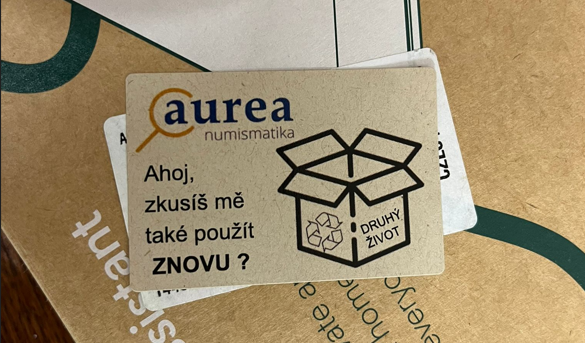 aurea
numismatika
Ahoj,
zkusíš mě
také použít
ZNOVU ?
DRUHÝ
ŽIVOT